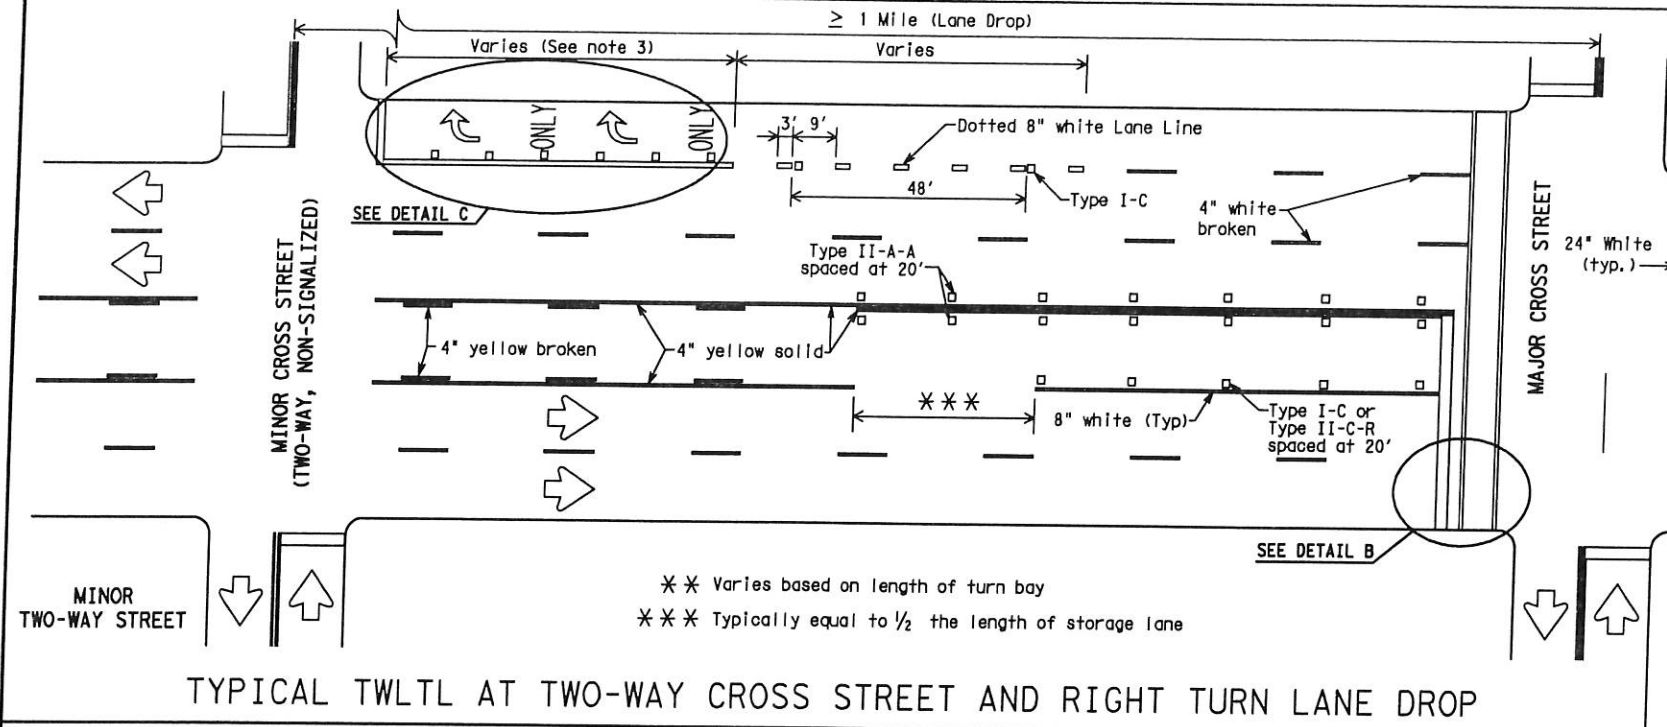 ≥ 1 Mile (Lane Drop)
Varies (See note 3)
Varies
ONLY
ONLY
3' 9'
Dotted 8" white Lane Line
48'
Type I-C
SEE DETAIL C
4" white
broken
MAJOR CROSS STREET
24" White
(typ.)
MINOR CROSS STREET
(TWO-WAY, NON-SIGNALIZED)
Type II-A-A
spaced at 20'
4" yellow broken
4" yellow solid
***
8" white (Typ)
Type I-C or
Type II-C-R
spaced at 20'
SEE DETAIL B
MINOR
TWO-WAY STREET
** Varies based on length of turn bay
*** Typically equal to ½ the length of storage lane
TYPICAL TWLTL AT TWO-WAY CROSS STREET AND RIGHT TURN LANE DROP